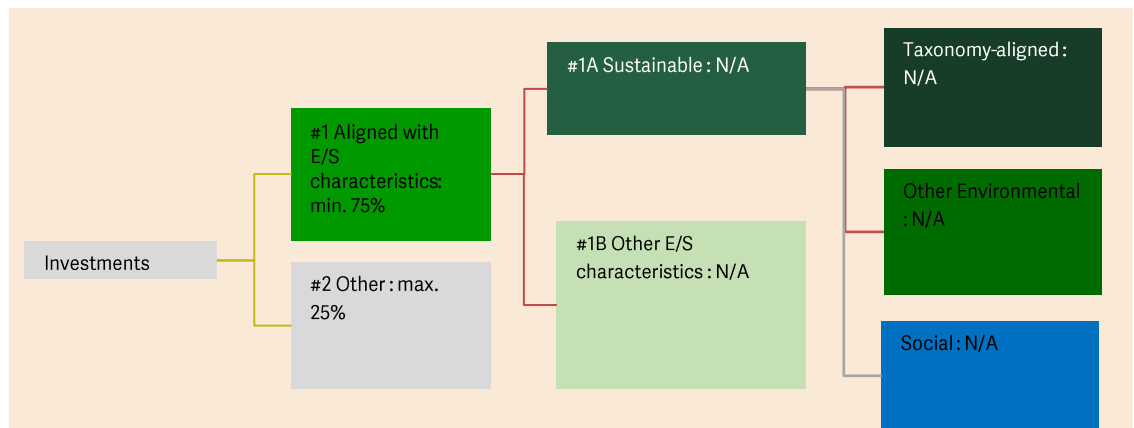 Investments
#1 Aligned with
E/S
characteristics:
min. 75%
#2 Other : max.
25%
#1A Sustainable : N/A
#1B Other E/S
characteristics : N/A
Taxonomy-aligned :
N/A
Other Environmental
: N/A
Social : N/A